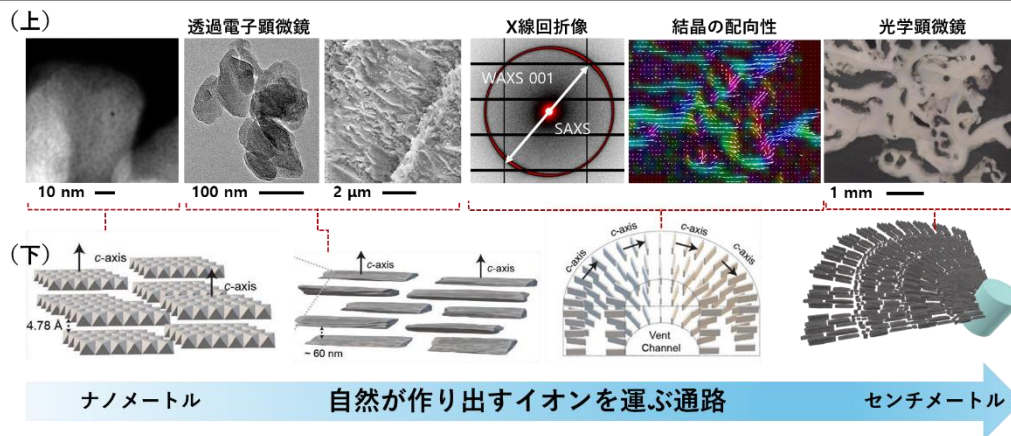 (上)
透過電子顕微鏡
X線回折像
結晶の配向性
光学顕微鏡
WAXS 001
SAXS
10 nm
100 nm
2 μm
1 mm
(下)
c-axis
c-axis
4.78 Å
c-axis
c-axis
~ 60 nm
c-axis
c-axis
c-axis
c-axis
Vent
Channel
ナノメートル
自然が作り出すイオンを運ぶ通路
センチメートル